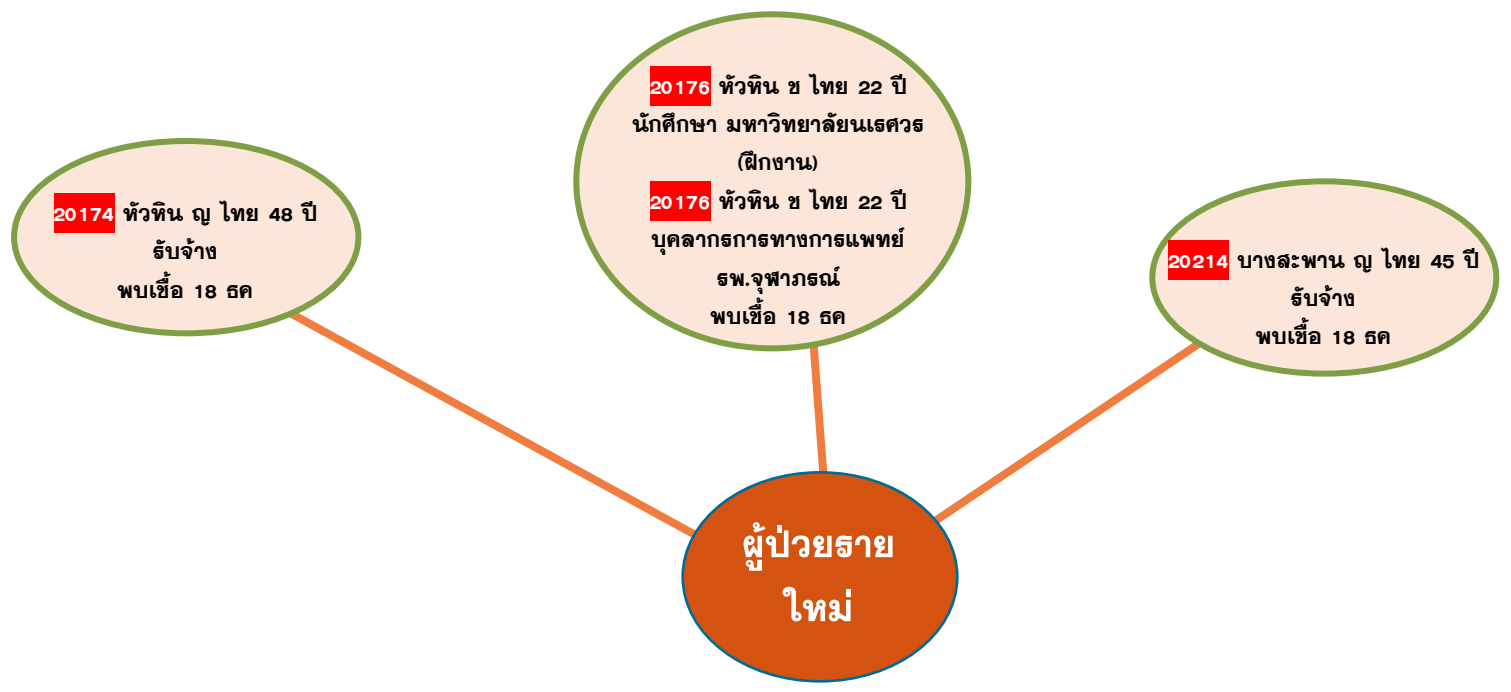 20174 หัวหิน ญ ไทย 48 ปี
รับจ้าง
พบเชื้อ 18 ธค
20176 หัวหิน ช ไทย 22 ปี
นักศึกษา มหาวิทยาลัยนเรศวร
(ฝึกงาน)
20176 หัวหิน ช ไทย 22 ปี
บุคลากรการทางการแพทย์
รพ.จุฬาภรณ์
พบเชื้อ 18 ธค
20214 บางสะพาน ญ ไทย 45 ปี
รับจ้าง
พบเชื้อ 18 ธค
ผู้ป่วยราย
ใหม่